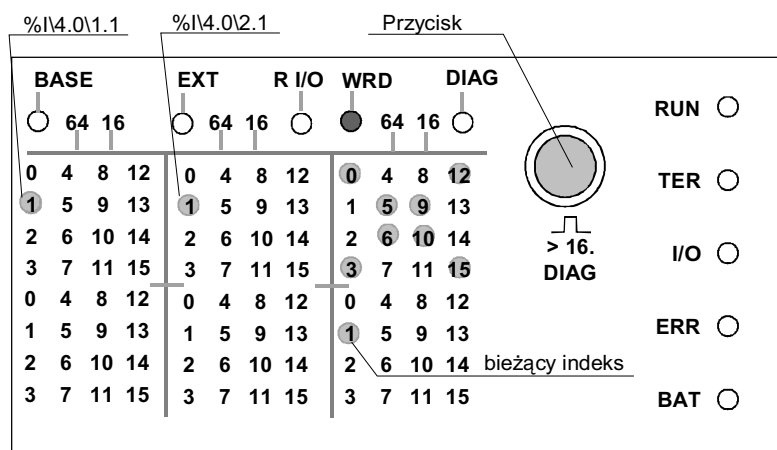 %I\4.0\1.1 %I\4.0\2.1 Przycisk
BASE EXT R I/O WRD DIAG
64 16 64 16 64 16
0 4 8 12 0 4 8 12 0 4 8 12
1 5 9 13 1 5 9 13 1 5 9 13
2 6 10 14 2 6 10 14 2 6 10 14
3 7 11 15 3 7 11 15 3 7 11 15
0 4 8 12 0 4 8 12 0 4 8 12
1 5 9 13 1 5 9 13 1 5 9 13
2 6 10 14 2 6 10 14 2 6 10 14 bieżący indeks
3 7 11 15 3 7 11 15 3 7 11 15
> 16.
DIAG
RUN
TER
I/O
ERR
BAT